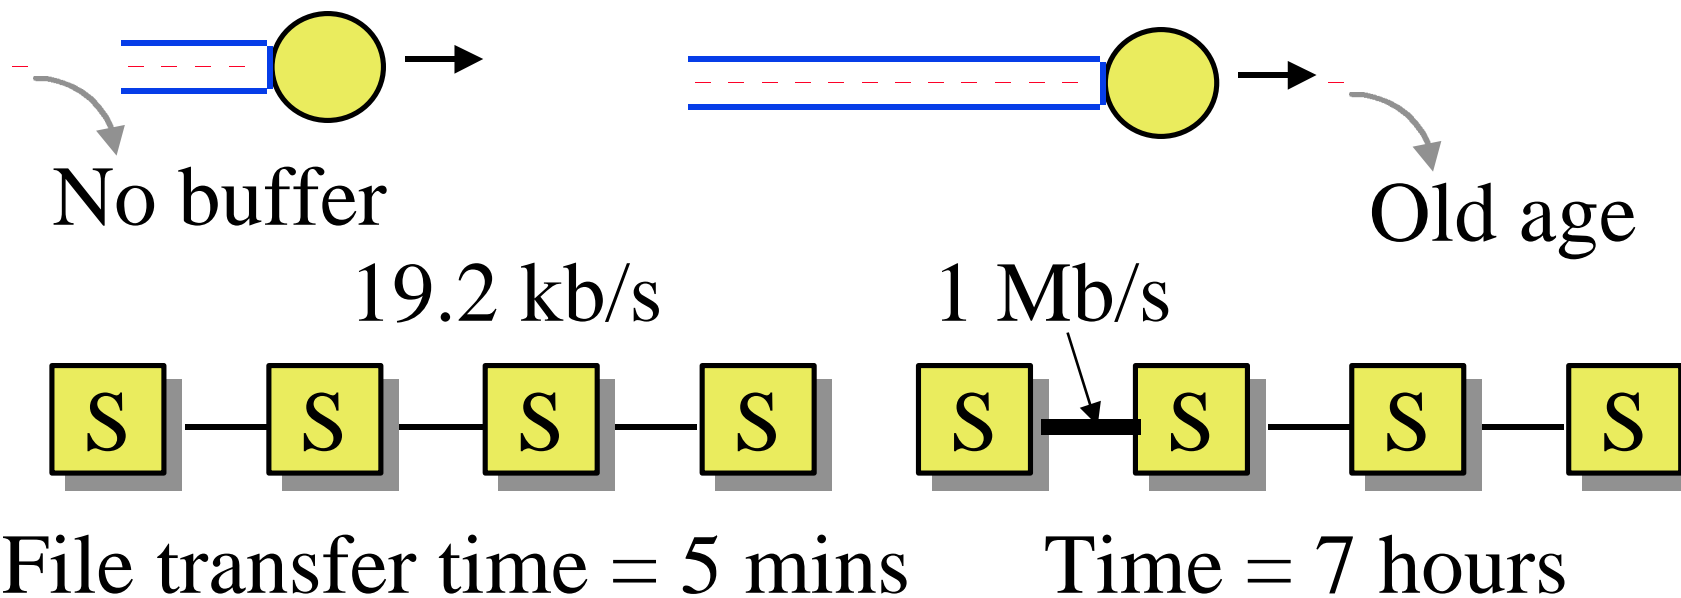 No buffer
Old age
19.2 kb/s
1 Mb/s
S S S S S S S S
File transfer time = 5 mins
Time = 7 hours